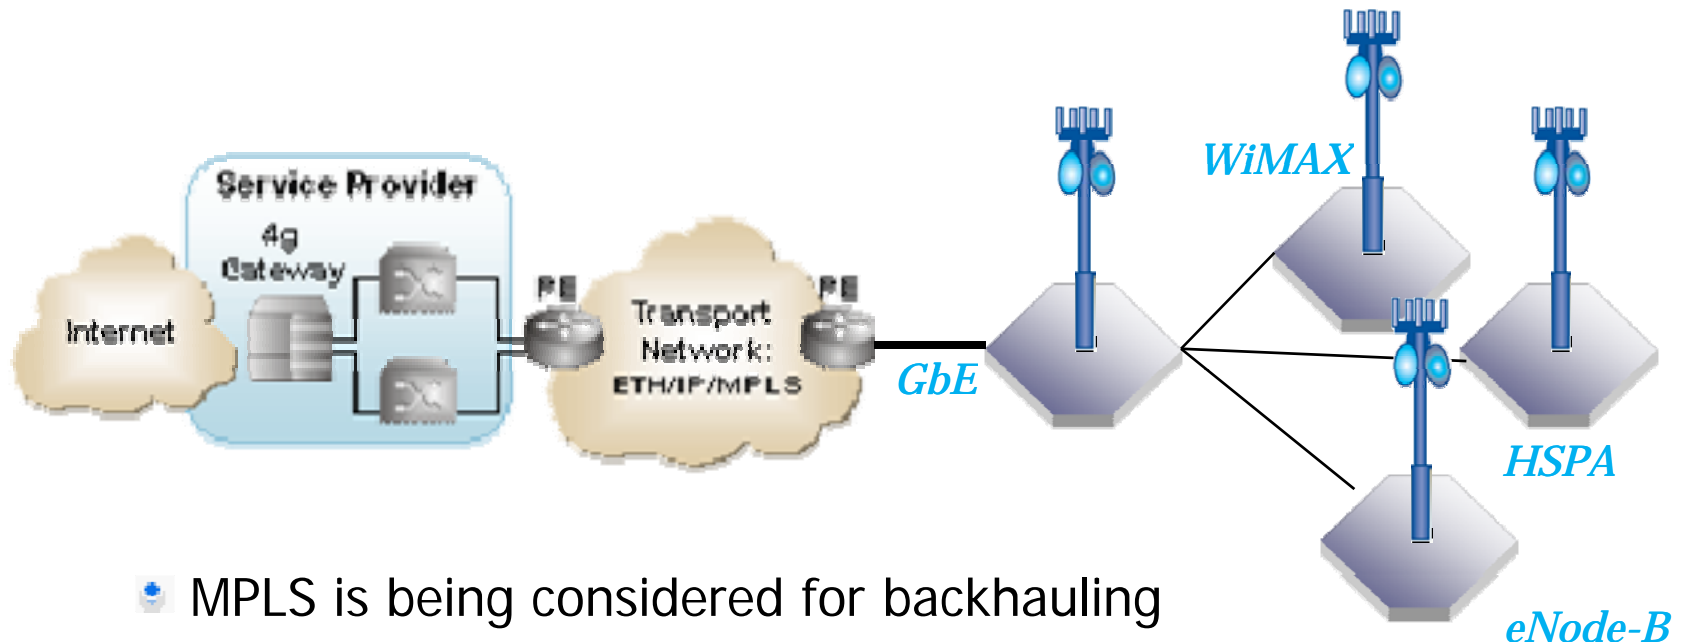 Service Provider
4g
Gateway
Internet
PE
Transport
Network:
ETH/IP/MPLS
PE
GbE
WiMAX
HSPA
eNode-B
MPLS is being considered for backhauling